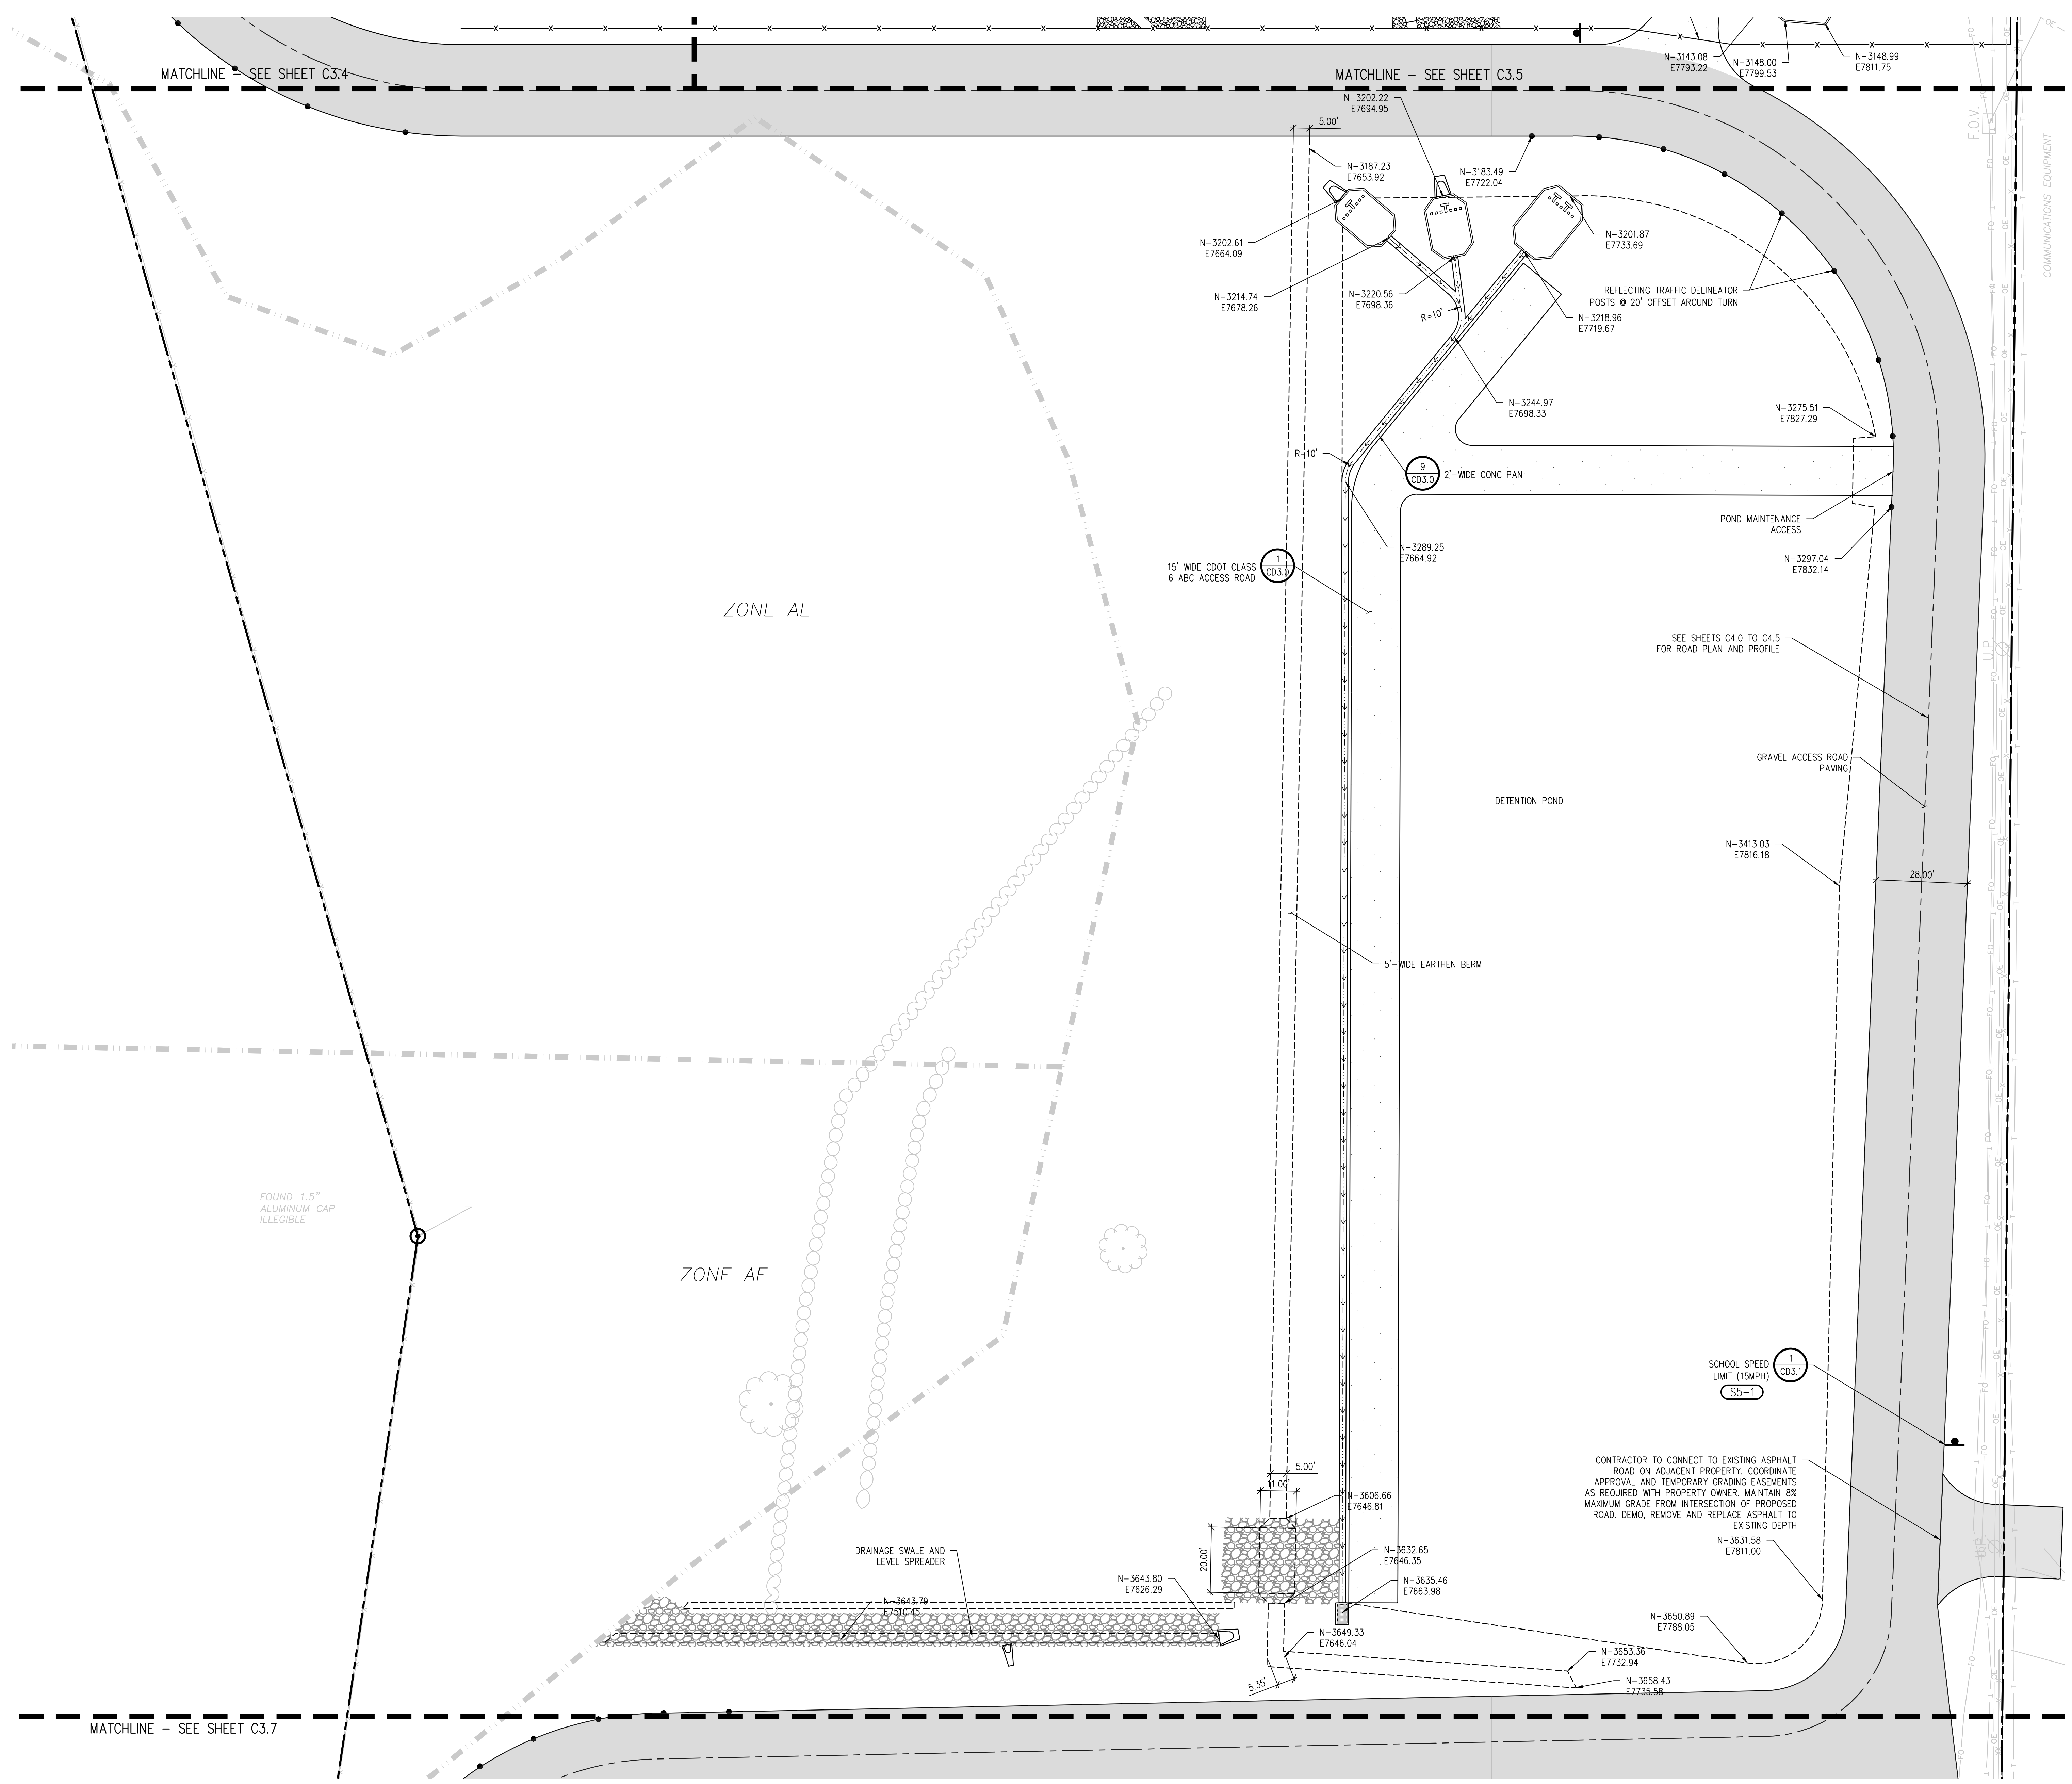 MATCHLINE - SEE SHEET C3.4
MATCHLINE - SEE SHEET C3.5
N-3143.08
E7793.22
N-3148.00
E7799.53
N-3148.99
E7811.75
N-3202.22
E7694.95
5.00'
N-3187.23
E7653.92
N-3183.49
E7722.04
F.O.V.
COMMUNICATIONS EQUIPMENT
N-3202.61
E7664.09
N-3201.87
E7733.69
N-3214.74
E7678.26
N-3220.56
E7698.36
R=10'
REFLECTING TRAFFIC DELINEATOR
POSTS @ 20' OFFSET AROUND TURN
N-3218.96
E7719.67
N-3244.97
E7698.33
N-3275.51
E7827.29
R=10'
9
CD3.0
2'-WIDE CONC PAN
POND MAINTENANCE
ACCESS
N-3289.25
E7664.92
N-3297.04
E7832.14
15' WIDE CDOT CLASS
6 ABC ACCESS ROAD
1
CD3.0
ZONE AE
SEE SHEETS C4.0 TO C4.5
FOR ROAD PLAN AND PROFILE
U.P.
GRAVEL ACCESS ROAD
PAVING
DETENTION POND
N-3413.03
E7816.18
28.00'
5'-WIDE EARTHEN BERM
FOUND 1.5"
ALUMINUM CAP
ILLEGIBLE
ZONE AE
SCHOOL SPEED
LIMIT (15MPH)
1
CD3.1
S5-1
CONTRACTOR TO CONNECT TO EXISTING ASPHALT
ROAD ON ADJACENT PROPERTY. COORDINATE
APPROVAL AND TEMPORARY GRADING EASEMENTS
AS REQUIRED WITH PROPERTY OWNER. MAINTAIN 8%
MAXIMUM GRADE FROM INTERSECTION OF PROPOSED
ROAD. DEMO, REMOVE AND REPLACE ASPHALT TO
EXISTING DEPTH
5.00'
11.00'
N-3606.66
E7646.81
20.00'
N-3631.58
E7811.00
DRAINAGE SWALE AND
LEVEL SPREADER
N-3632.65
E7646.35
N-3643.80
E7626.29
N-3635.46
E7663.98
N-3643.79
E7510.45
N-3650.89
E7788.05
N-3649.33
E7646.04
N-3653.36
E7732.94
5.35'
N-3658.43
E7735.58
MATCHLINE - SEE SHEET C3.7